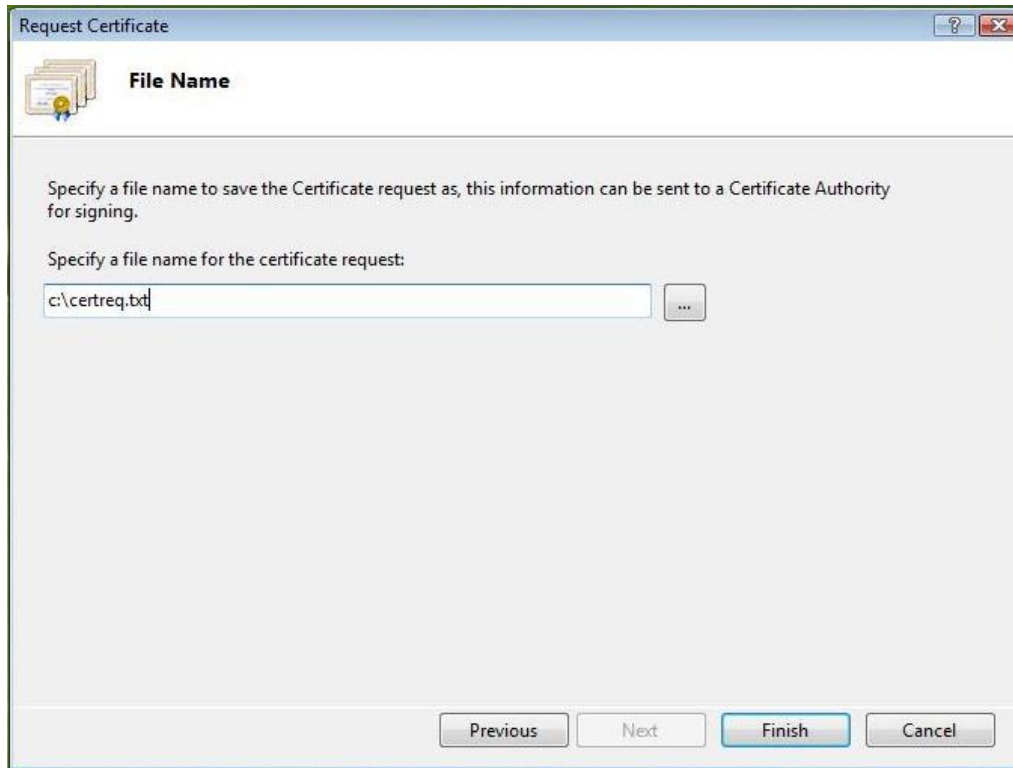 Request Certificate
?
File Name
Specify a file name to save the Certificate request as, this information can be sent to a Certificate Authority
for signing.
Specify a file name for the certificate request:
c:\certreq.txt
...
Previous
Next
Finish
Cancel